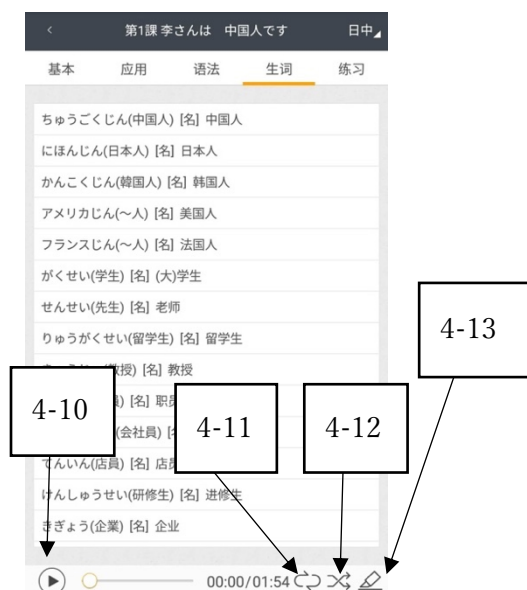 第1課 李さんは 中国人です 日中
基本 应用 语法 生词 练习
ちゅうごくじん(中国人) [名] 中国人
にほんじん(日本人) [名] 日本人
かんこくじん(韓国人) [名] 韩国人
アメリカじん(～人) [名] 美国人
フランスじん(～人) [名] 法国人
がくせい(学生) [名] (大)学生
せんせい(先生) [名] 老师
りゅうがくせい(留学生) [名] 留学生
教授) [名] 教授
4-13
4-10
) [名] 职
4-11
4-12
(会社員)
てんいん(店員) [名] 店
けんしゅうせい(研修生) [名] 进修生
きぎょう(企業) [名] 企业
00:00/01:54